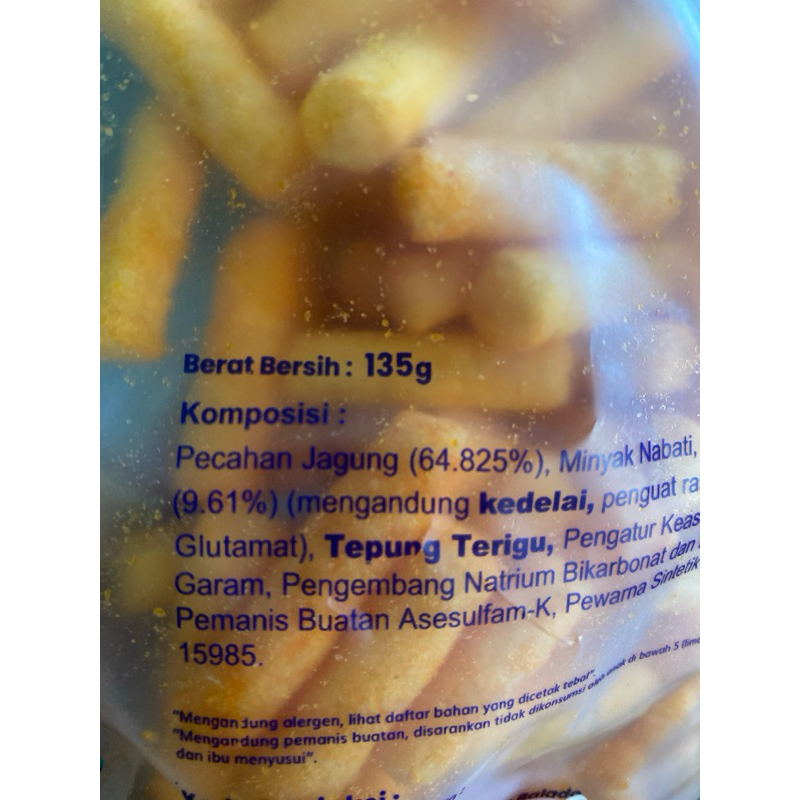 Berat Bersih : 135g
Komposisi :
Pecahan Jagung (64.825%), Minyak Nabati,
(9.61%) (mengandung kedelai, penguat ra
Glutamat), Tepung Terigu, Pengatur Keas
Garam, Pengembang Natrium Bikarbonat dan
Pemanis Buatan Asesulfam-K, Pewarna Sintetik
15985.
"Mengandung alergen, lihat daftar bahan yang dicetak tebal".
"Mengandung pemanis buatan, disarankan tidak dikonsumsi oleh anak di bawah 5 (lima
dan ibu menyusui".
Balado